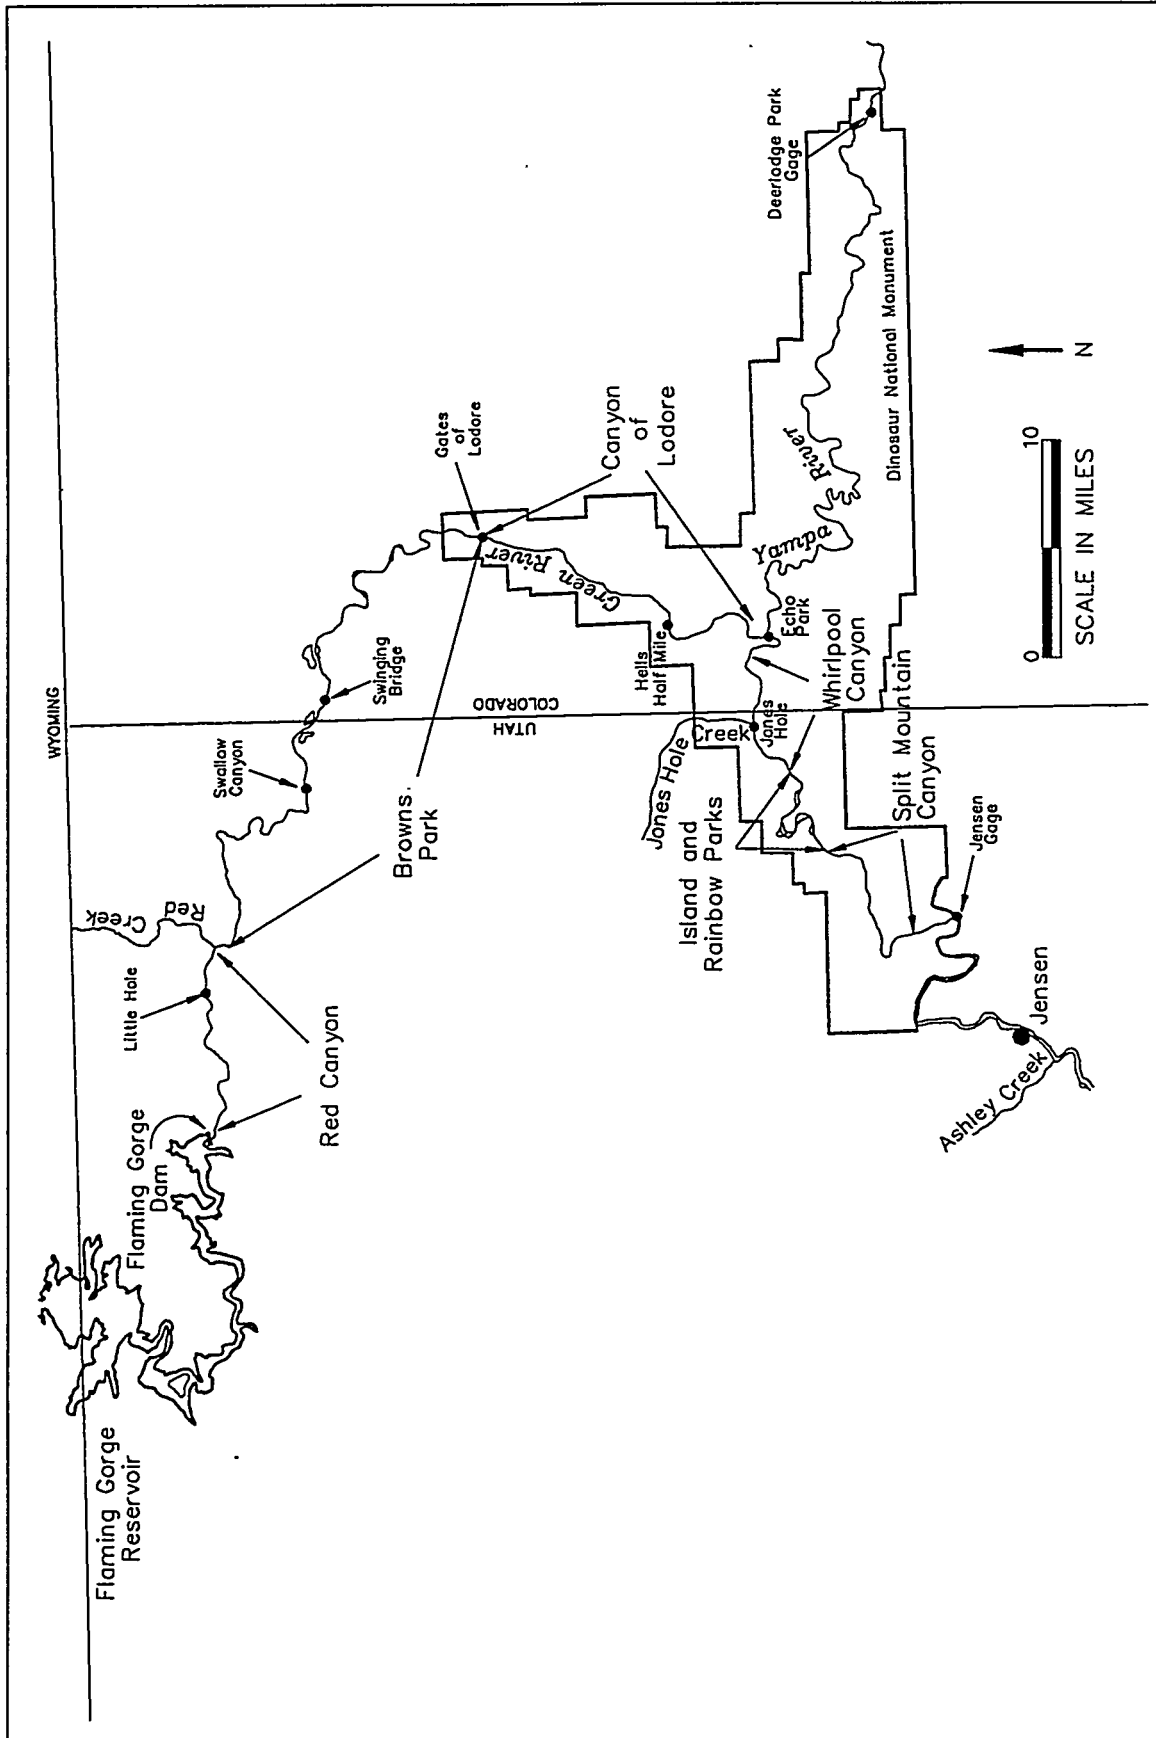 WYOMING
UTAH
COLORADO
Flaming Gorge
Reservoir
Flaming Gorge
Dam
Little Hole
Creek
Red
Red Canyon
Browns.
Park
Swallow
Canyon
Swinging
Bridge
Gates
of
Lodore
Canyon
of
Lodore
Green River
Hells
Half Mile
Jones Hole
Creek
Jones
Hole
Echo
Park
Yampa River
Deerlodge Park
Gage
Dinosaur National Monument
Whirlpool
Canyon
Island and
Rainbow Parks
Split Mountain
Canyon
Jensen
Gage
Jensen
Ashley Creek
0
10
SCALE IN MILES
N